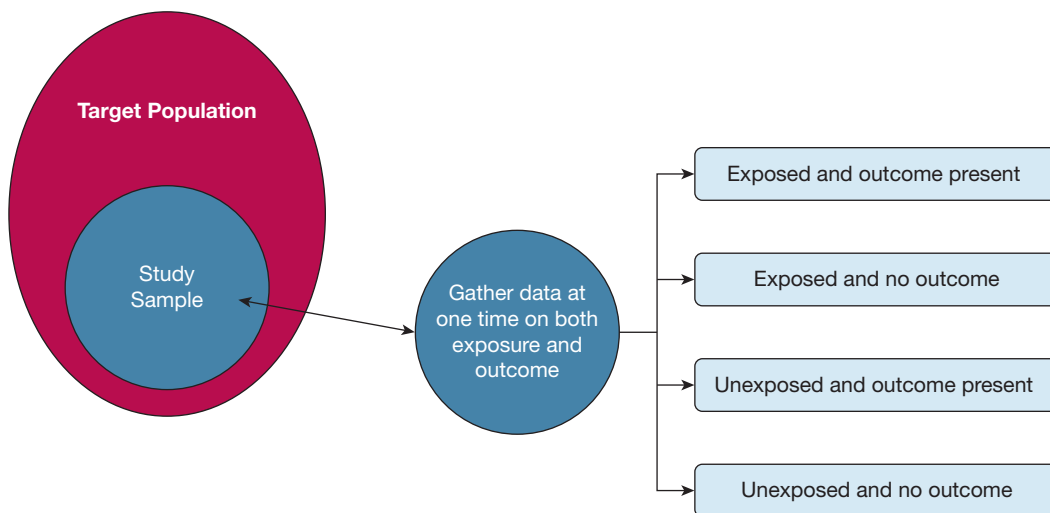 Target Population
Study
Sample
Gather data at
one time on both
exposure and
outcome
Exposed and outcome present
Exposed and no outcome
Unexposed and outcome present
Unexposed and no outcome